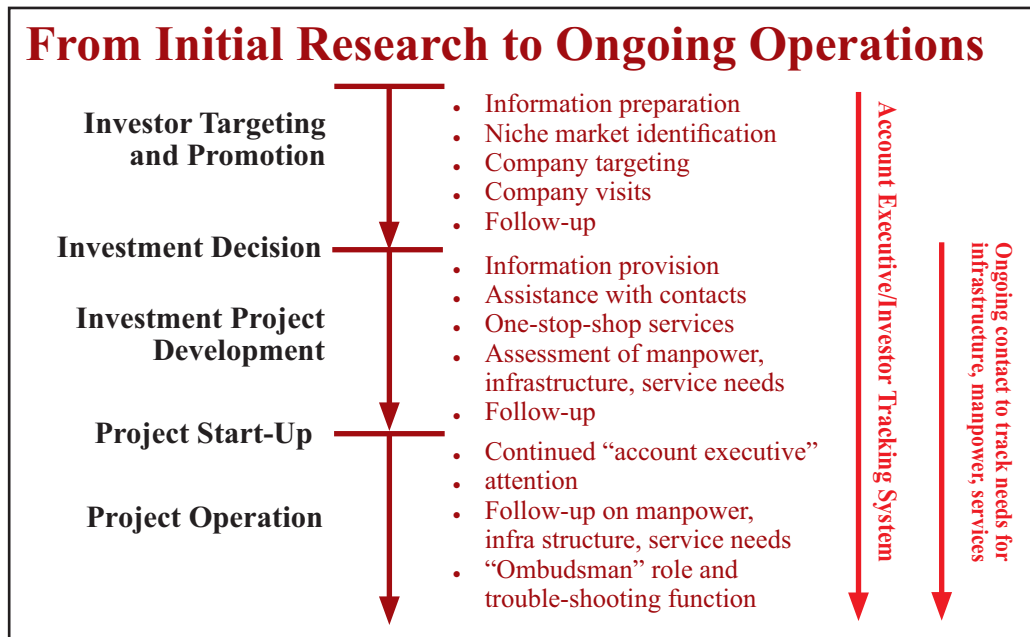 From Initial Research to Ongoing Operations
Investor Targeting
and Promotion
• Information preparation
• Niche market identification
• Company targeting
• Company visits
• Follow-up
Investment Decision
Investment Project
Development
• Information provision
• Assistance with contacts
• One-stop-shop services
• Assessment of manpower,
infrastructure, service needs
• Follow-up
Project Start-Up
Project Operation
• Continued “account executive”
• attention
• Follow-up on manpower,
infra structure, service needs
• “Ombudsman” role and
trouble-shooting function
Account Executive/Investor Tracking System
Ongoing contact to track needs for
infrastructure, manpower, services